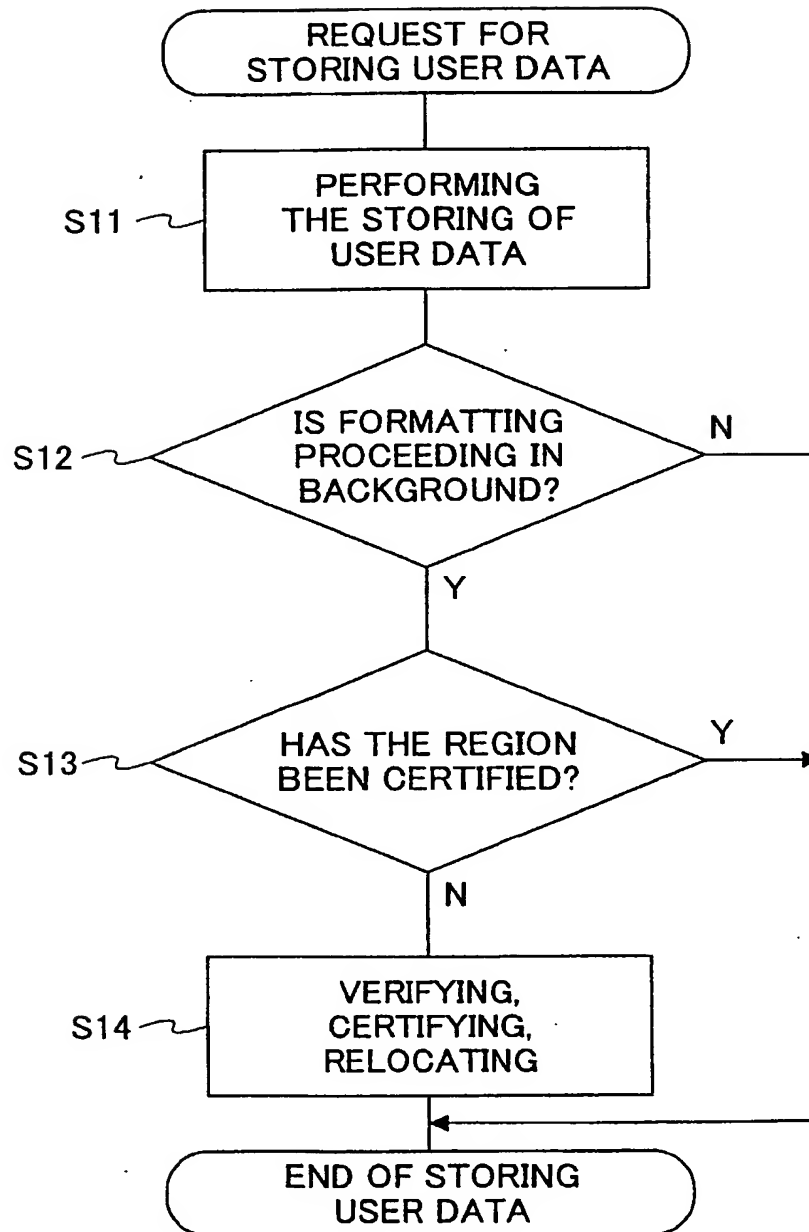 REQUEST FOR
STORING USER DATA
S11
PERFORMING
THE STORING OF
USER DATA
S12
IS FORMATTING
PROCEEDING IN
BACKGROUND?
N
Y
S13
HAS THE REGION
BEEN CERTIFIED?
Y
N
S14
VERIFYING,
CERTIFYING,
RELOCATING
END OF STORING
USER DATA